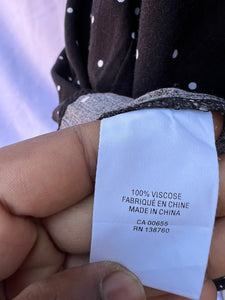 100% VISCOSE
FABRIQUÉ EN CHINE
MADE IN CHINA
CA 00655
RN 138760